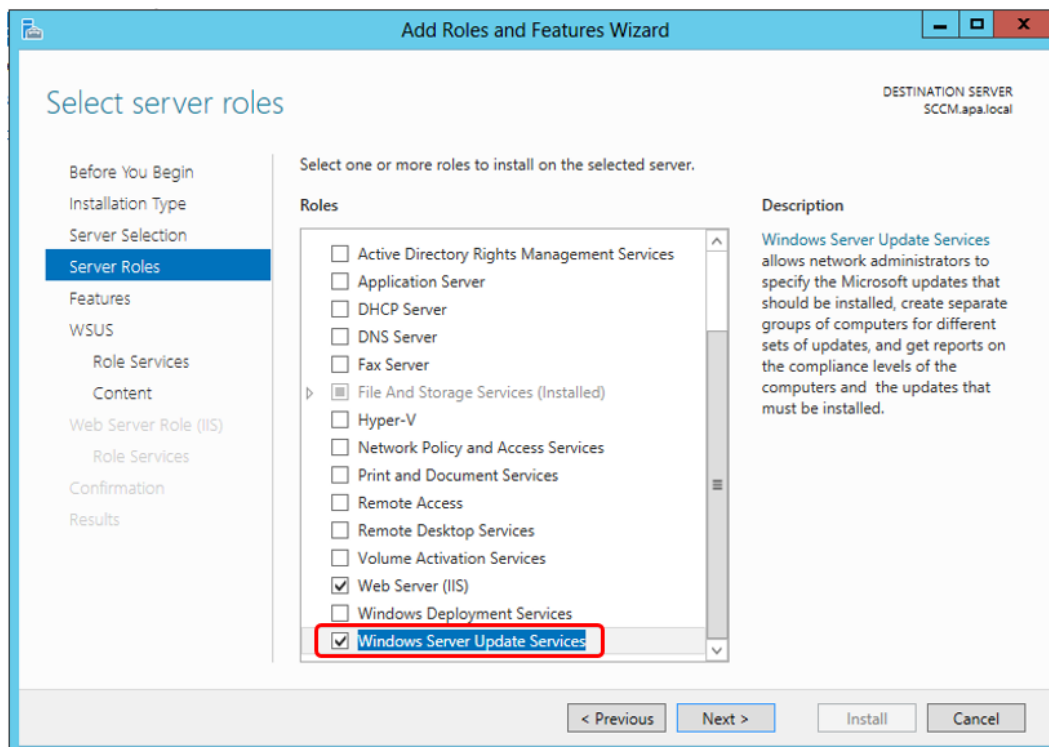 Add Roles and Features Wizard
Select server roles
DESTINATION SERVER
SCCM.apa.local
Before You Begin
Installation Type
Server Selection
Server Roles
Features
WSUS
Role Services
Content
Web Server Role (IIS)
Role Services
Confirmation
Results
Select one or more roles to install on the selected server.
Roles
Active Directory Rights Management Services
Application Server
DHCP Server
DNS Server
Fax Server
File And Storage Services (Installed)
Hyper-V
Network Policy and Access Services
Print and Document Services
Remote Access
Remote Desktop Services
Volume Activation Services
Web Server (IIS)
Windows Deployment Services
Windows Server Update Services
Description
Windows Server Update Services
allows network administrators to
specify the Microsoft updates that
should be installed, create separate
groups of computers for different
sets of updates, and get reports on
the compliance levels of the
computers and the updates that
must be installed.
< Previous
Next >
Install
Cancel